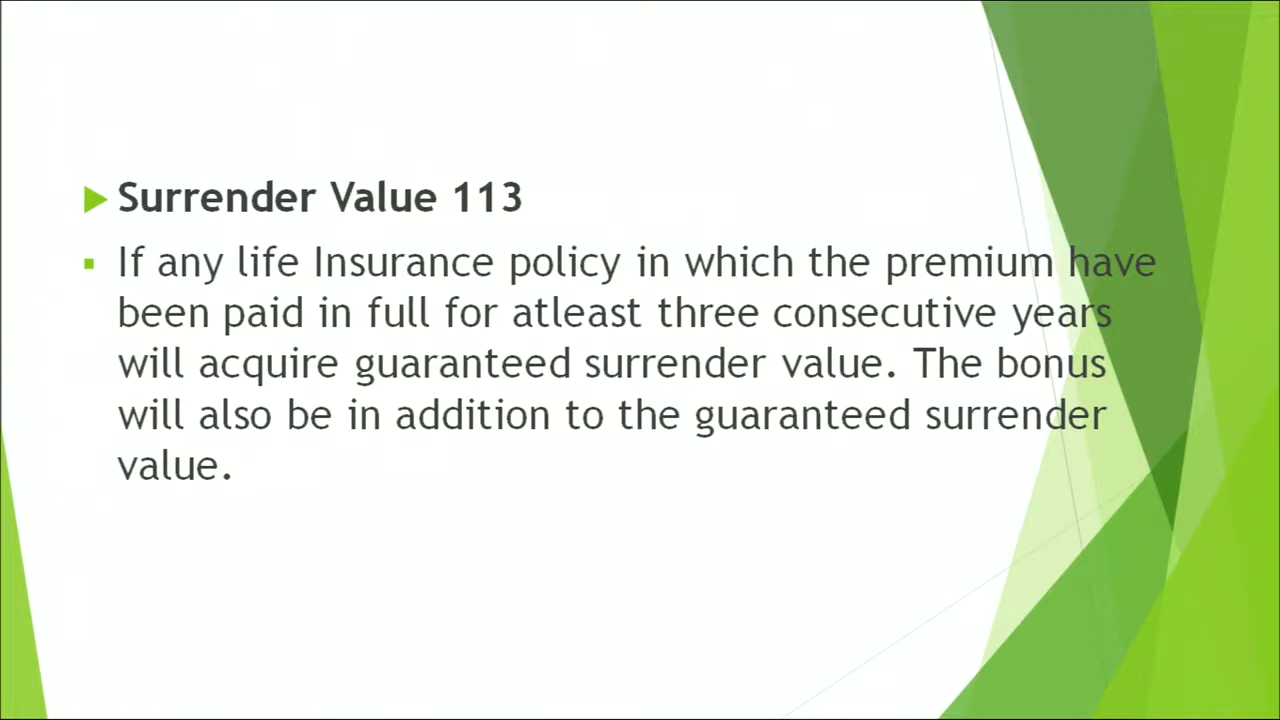 Surrender Value 113
If any life Insurance policy in which the premium have
been paid in full for atleast three consecutive years
will acquire guaranteed surrender value. The bonus
will also be in addition to the guaranteed surrender
value.